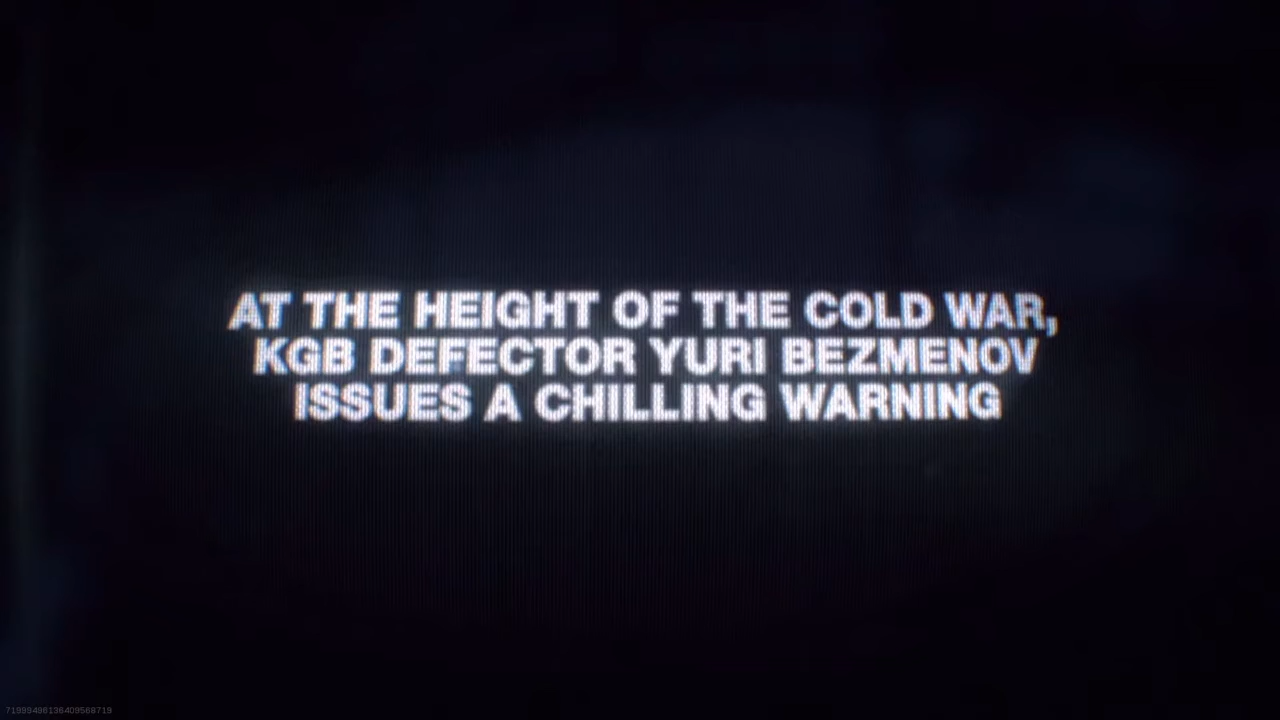 AT THE HEIGHT OF THE COLD WAR,
KGB DEFECTOR YURI BEZMENOV
ISSUES A CHILLING WARNING